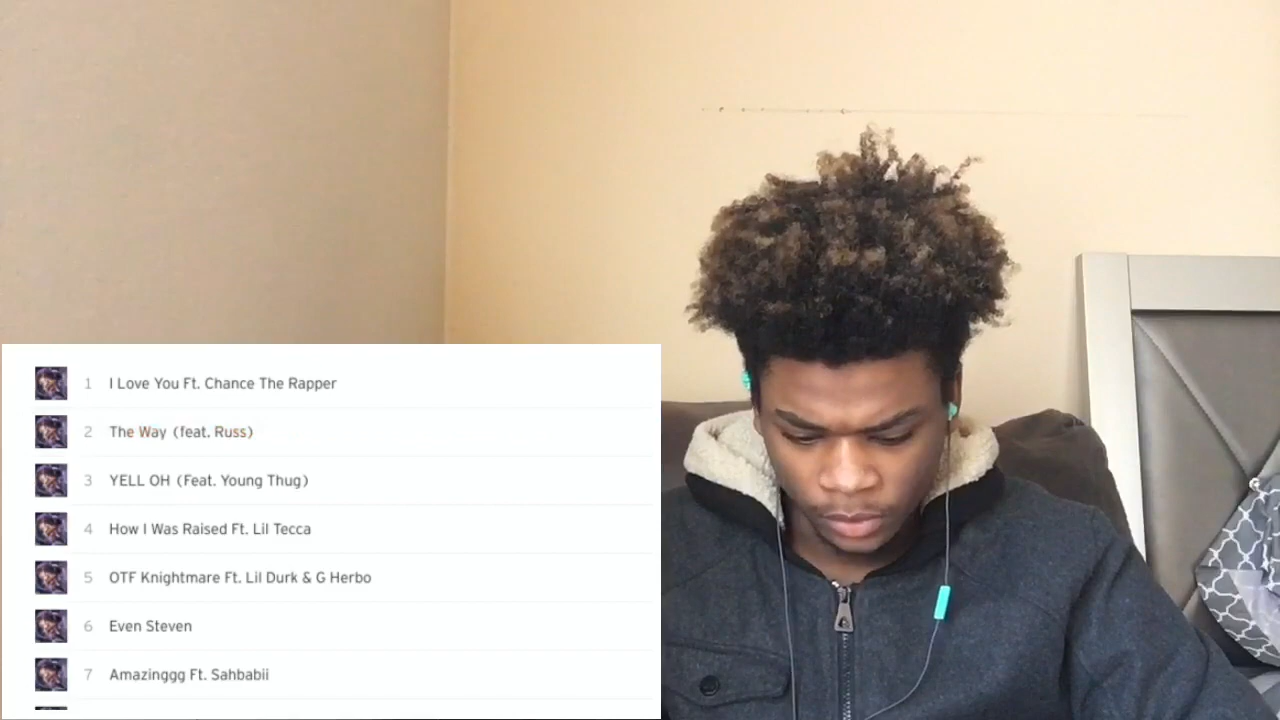 1 I Love You Ft. Chance The Rapper
2 The Way (feat. Russ)
3 YELL OH (Feat. Young Thug)
4 How I Was Raised Ft. Lil Tecca
5 OTF Knightmare Ft. Lil Durk & G Herbo
6 Even Steven
7 Amazinggg Ft. Sahbabii